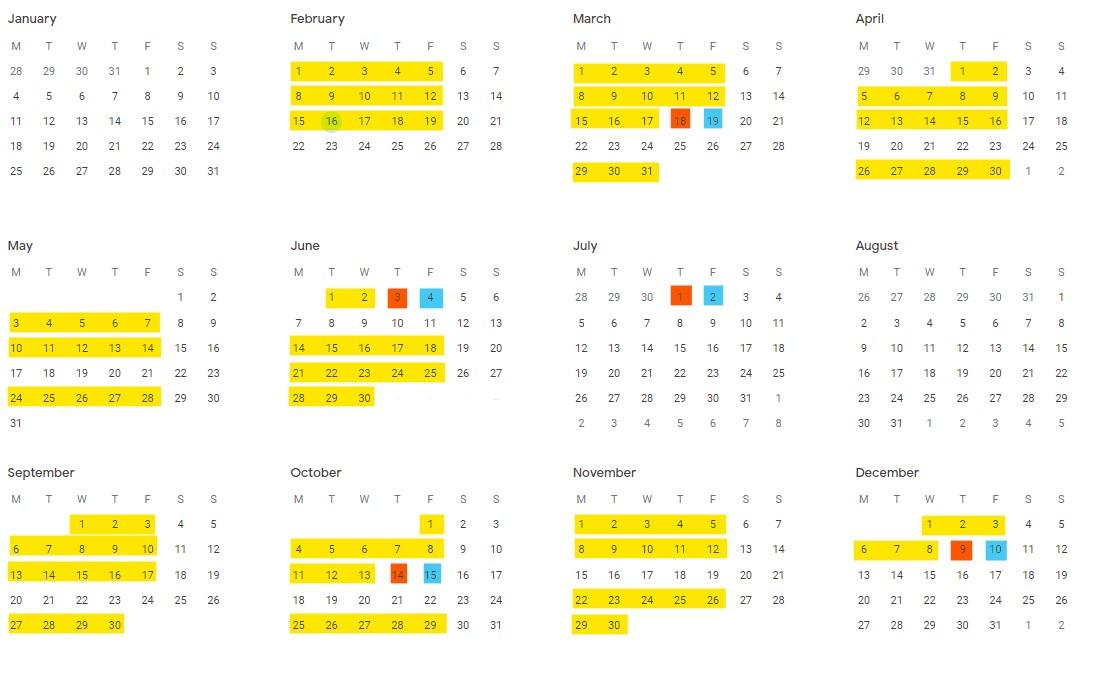 January
M T W T F S S
28 29 30 31 1 2 3
4 5 6 7 8 9 10
11 12 13 14 15 16 17
18 19 20 21 22 23 24
25 26 27 28 29 30 31
February
M T W T F S S
1 2 3 4 5 6 7
8 9 10 11 12 13 14
15 16 17 18 19 20 21
22 23 24 25 26 27 28
March
M T W T F S S
1 2 3 4 5 6 7
8 9 10 11 12 13 14
15 16 17 18 19 20 21
22 23 24 25 26 27 28
29 30 31
April
M T W T F S S
29 30 31 1 2 3 4
5 6 7 8 9 10 11
12 13 14 15 16 17 18
19 20 21 22 23 24 25
26 27 28 29 30 1 2
May
M T W T F S S
1 2
3 4 5 6 7 8 9
10 11 12 13 14 15 16
17 18 19 20 21 22 23
24 25 26 27 28 29 30
31
June
M T W T F S S
1 2 3 4 5 6
7 8 9 10 11 12 13
14 15 16 17 18 19 20
21 22 23 24 25 26 27
28 29 30
July
M T W T F S S
28 29 30 1 2 3 4
5 6 7 8 9 10 11
12 13 14 15 16 17 18
19 20 21 22 23 24 25
26 27 28 29 30 31 1
2 3 4 5 6 7 8
August
M T W T F S S
26 27 28 29 30 31 1
2 3 4 5 6 7 8
9 10 11 12 13 14 15
16 17 18 19 20 21 22
23 24 25 26 27 28 29
30 31 1 2 3 4 5
September
M T W T F S S
1 2 3 4 5
6 7 8 9 10 11 12
13 14 15 16 17 18 19
20 21 22 23 24 25 26
27 28 29 30
October
M T W T F S S
1 2 3
4 5 6 7 8 9 10
11 12 13 14 15 16 17
18 19 20 21 22 23 24
25 26 27 28 29 30 31
November
M T W T F S S
1 2 3 4 5 6 7
8 9 10 11 12 13 14
15 16 17 18 19 20 21
22 23 24 25 26 27 28
29 30
December
M T W T F S S
1 2 3 4 5
6 7 8 9 10 11 12
13 14 15 16 17 18 19
20 21 22 23 24 25 26
27 28 29 30 31 1 2